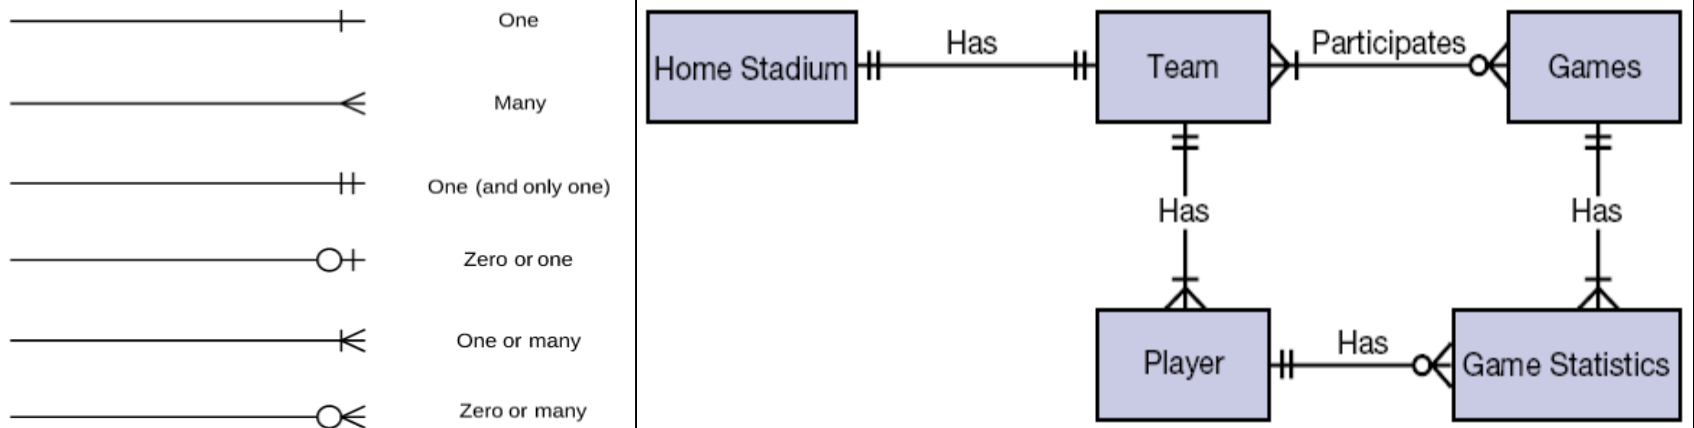 One
Many
One (and only one)
Zero or one
One or many
Zero or many
Home Stadium
Has
Team
Participates
Games
Has
Has
Player
Has
Game Statistics